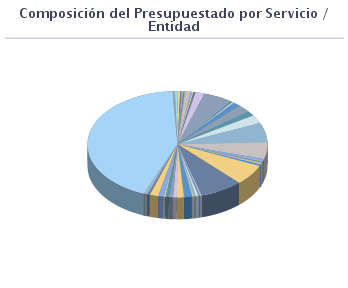 Composición del Presupuestado por Servicio /
Entidad